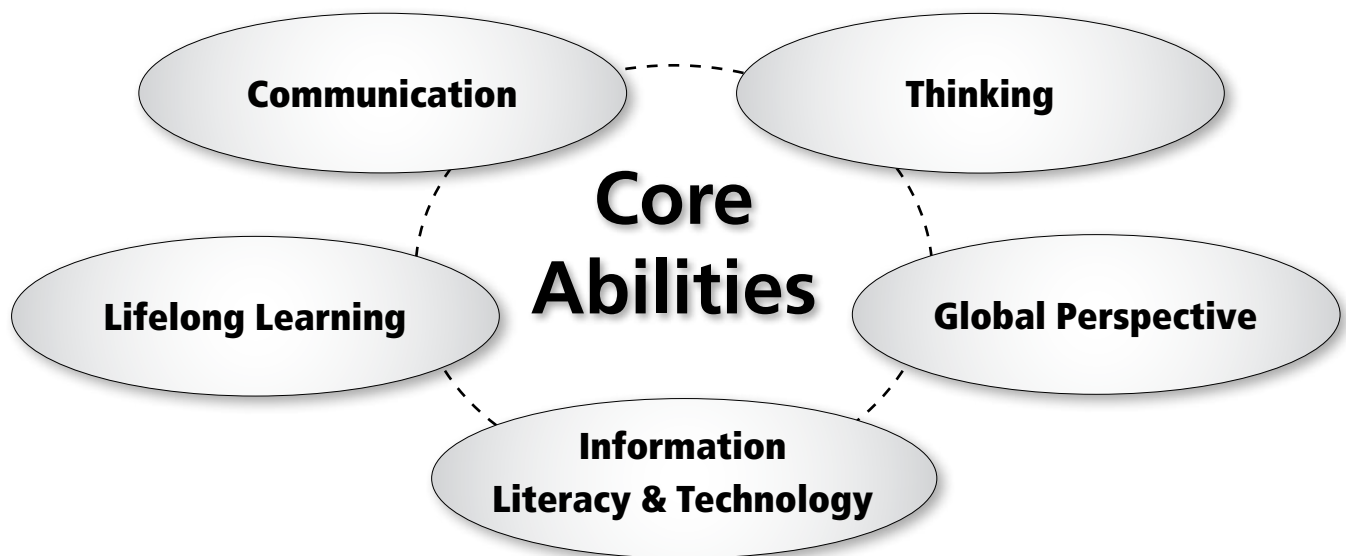 Communication
Thinking
Core
Abilities
Lifelong Learning
Global Perspective
Information
Literacy & Technology